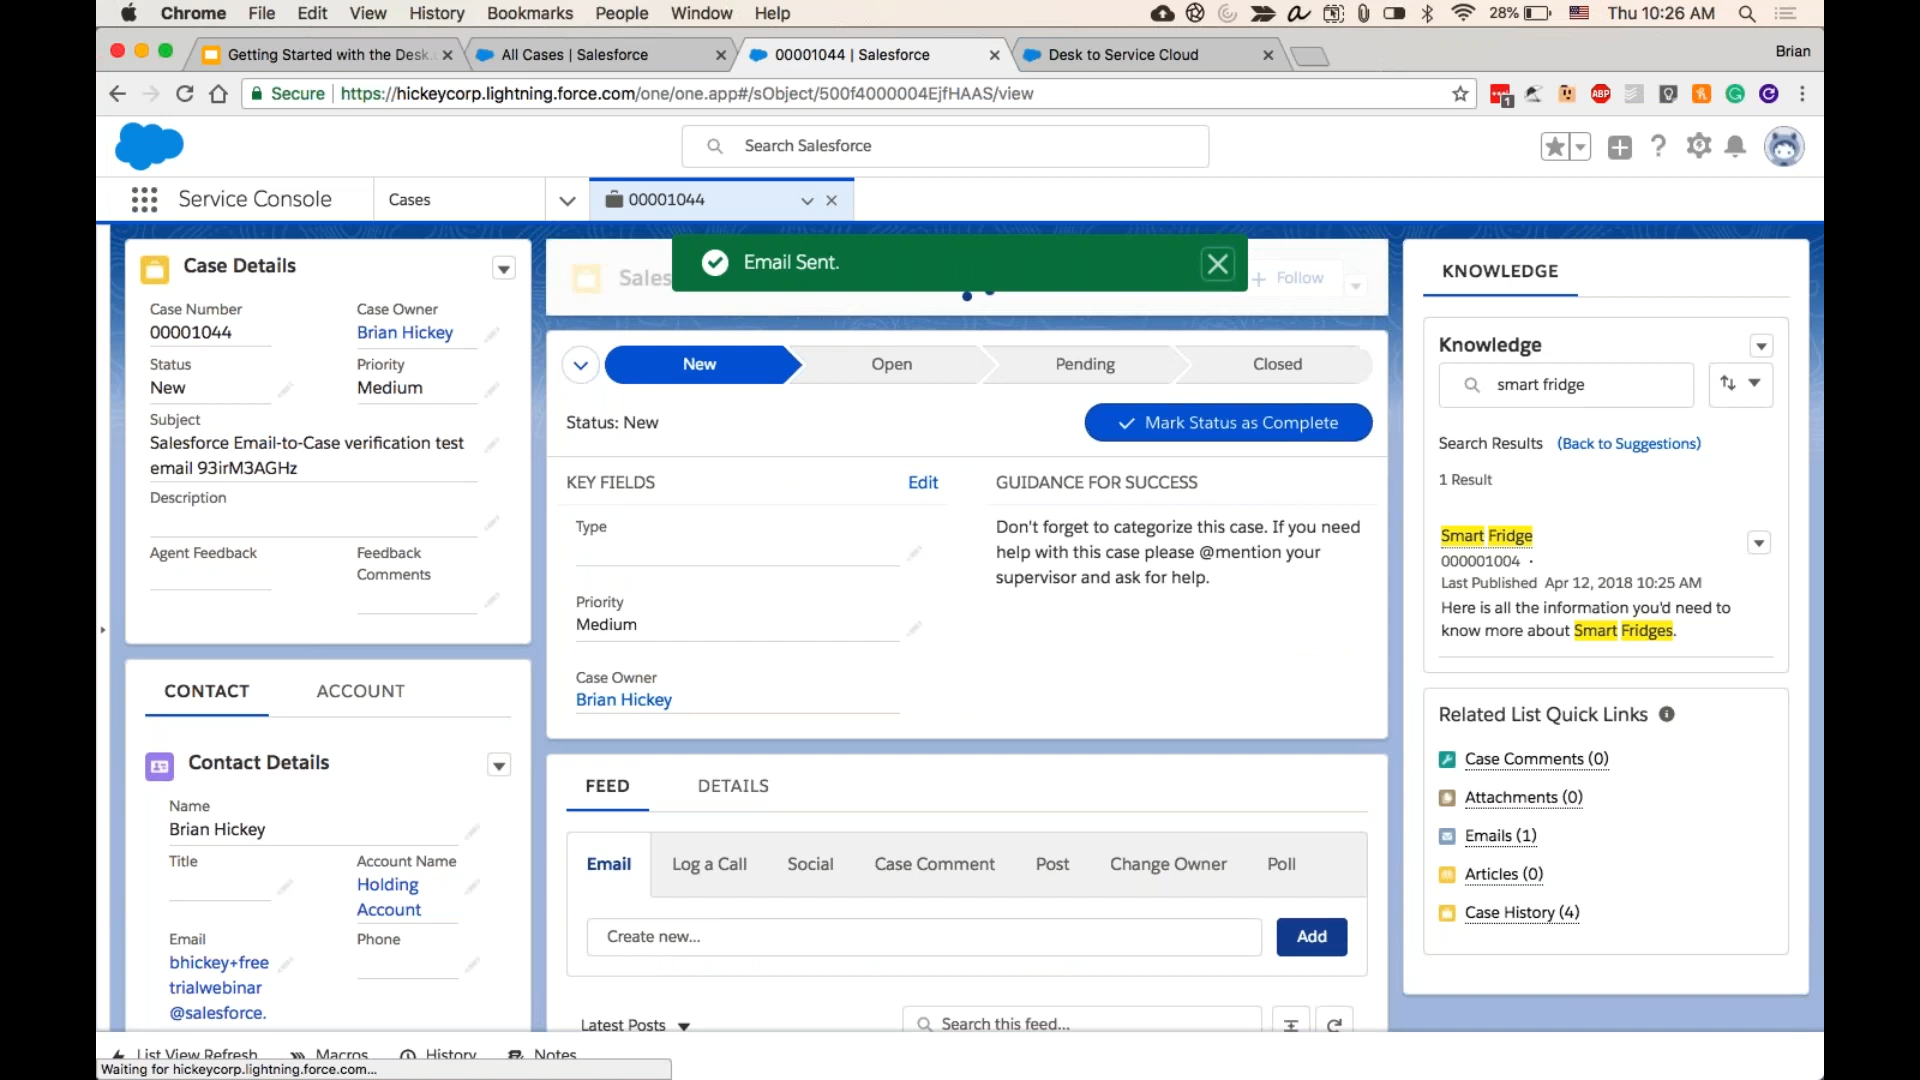 Chrome File Edit View History Bookmarks People Window Help 28% Thu 10:26 AM
Getting Started with the Desk.
All Cases | Salesforce
00001044 | Salesforce
Desk to Service Cloud
Brian
Secure https://hickeycorp.lightning.force.com/one/one.app#/sObject/500f4000004EjfHAAS/view
1
ABP
Search Salesforce
Service Console
Cases
00001044
Case Details
Case Number
00001044
Case Owner
Brian Hickey
Status
New
Priority
Medium
Subject
Salesforce Email-to-Case verification test
email 93irM3AGHz
Description
Agent Feedback
Feedback
Comments
CONTACT
ACCOUNT
Contact Details
Name
Brian Hickey
Title
Account Name
Holding
Account
Email
bhickey+free
trialwebinar
@salesforce.
Phone
Sales
Email Sent.
+ Follow
New
Open
Pending
Closed
Status: New
Mark Status as Complete
KEY FIELDS
Edit
Type
Priority
Medium
Case Owner
Brian Hickey
GUIDANCE FOR SUCCESS
Don't forget to categorize this case. If you need
help with this case please @mention your
supervisor and ask for help.
FEED
DETAILS
Email
Log a Call
Social
Case Comment
Post
Change Owner
Poll
Create new...
Add
Latest Posts
Search this feed...
KNOWLEDGE
Knowledge
smart fridge
Search Results (Back to Suggestions)
1 Result
Smart Fridge
000001004 ·
Last Published Apr 12, 2018 10:25 AM
Here is all the information you'd need to
know more about Smart Fridges.
Related List Quick Links
Case Comments (0)
Attachments (0)
Emails (1)
Articles (0)
Case History (4)
List View Refresh
Macros
History
Notes
Waiting for hickeycorp.lightning.force.com...